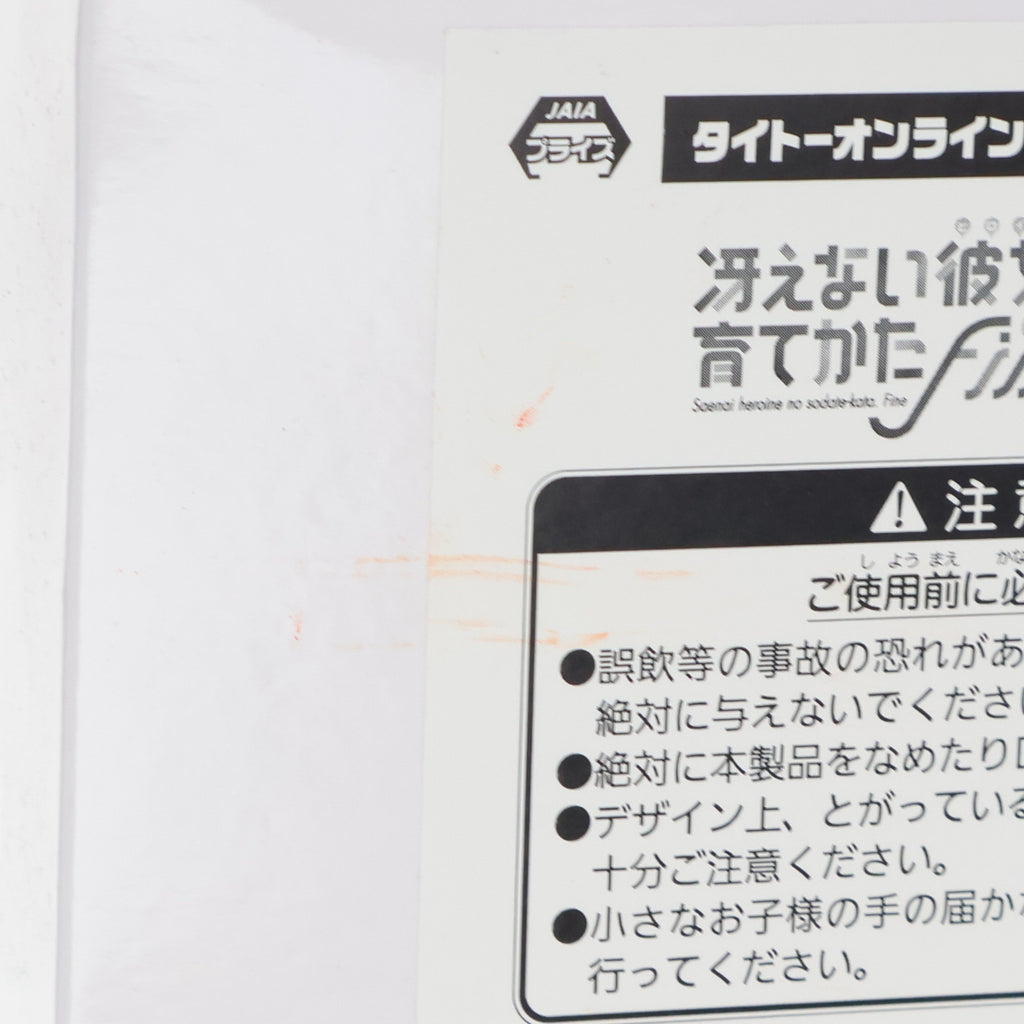 JAIA
プライズ
タイトーオンライン
冴えない彼
育てかた Fin
Saenai heroine no sodate-kata. Fine
注
し よう まえ かな
ご使用前に必
●誤飲等の事故の恐れがあ
絶対に与えないでくださ
●絶対に本製品をなめたり
●デザイン上、とがっている
十分ご注意ください。
●小さなお子様の手の届か
行ってください。